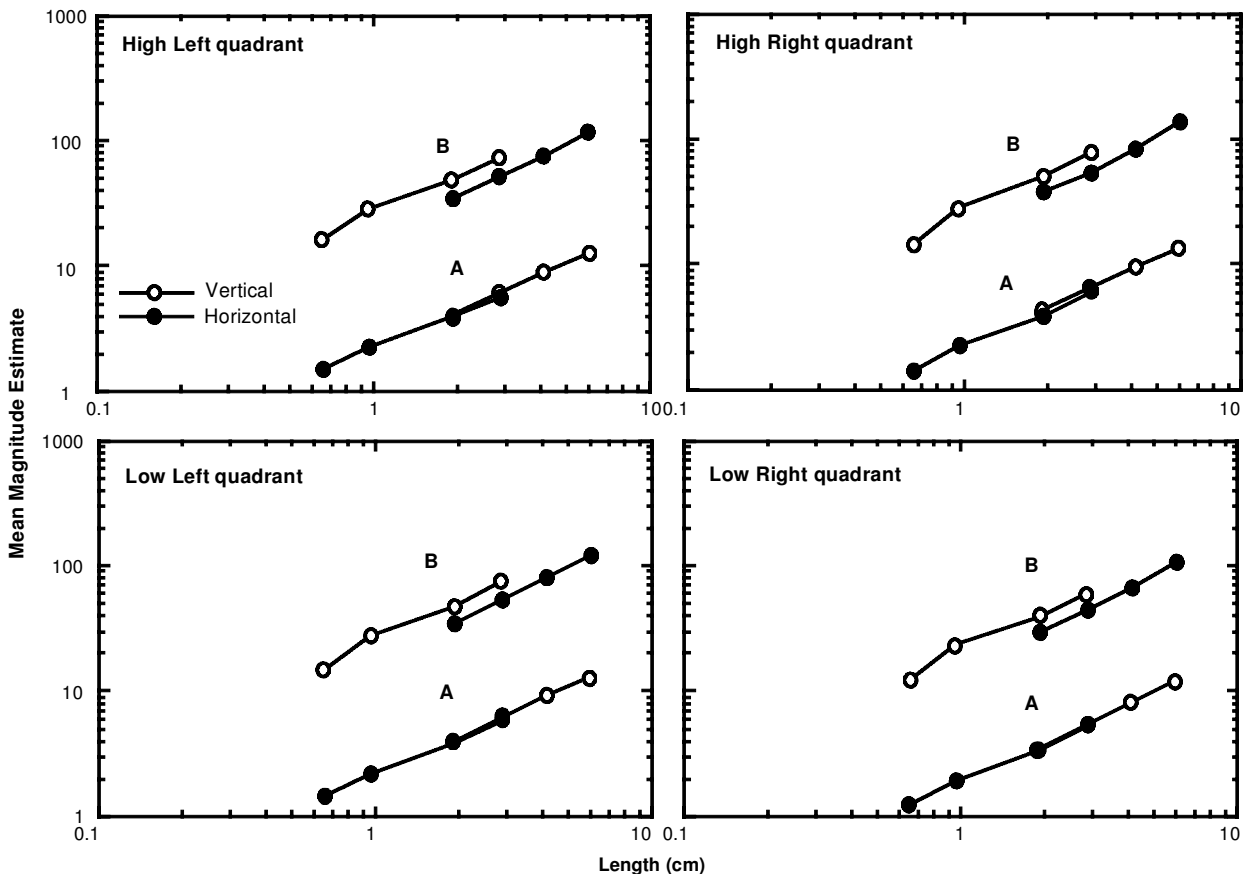 1000
High Left quadrant
High Right quadrant
B
B
100
A
A
10
Vertical
Horizontal
1
0.1
1
100.1
1
10
1000
Low Left quadrant
Low Right quadrant
B
B
100
A
A
10
1
0.1
1
10
0.1
1
10
Mean Magnitude Estimate
Length (cm)